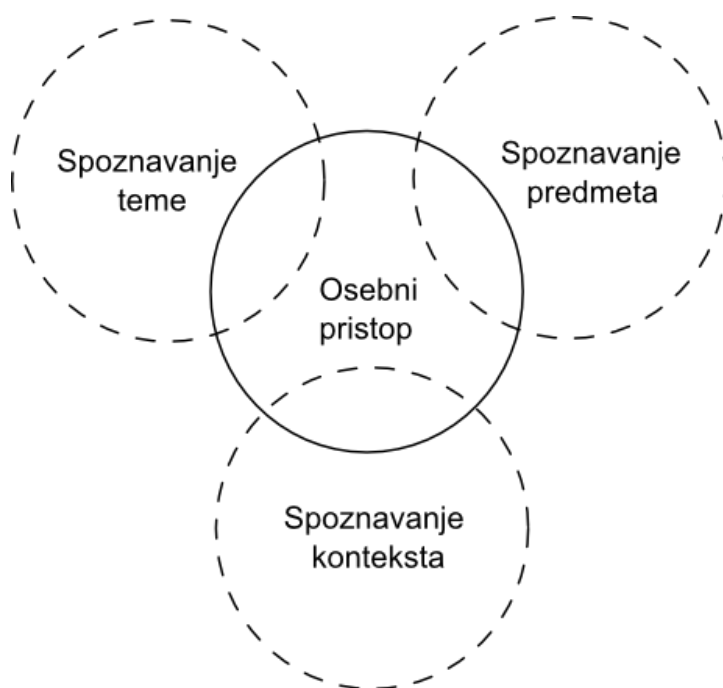 Spoznavanje
teme
Spoznavanje
predmeta
Osebni
pristop
Spoznavanje
konteksta